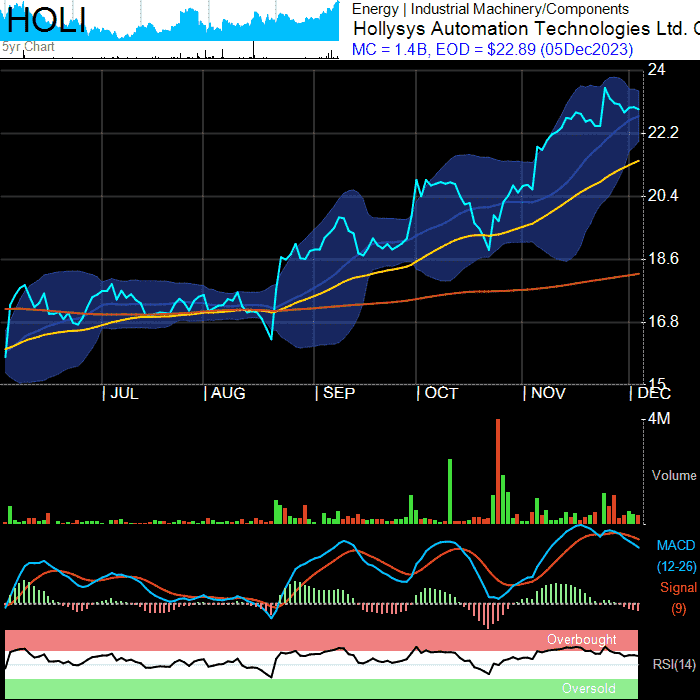 HOLI
5yr Chart
Energy | Industrial Machinery/Components
Hollysys Automation Technologies Ltd. C
MC = 1.4B, EOD = $22.89 (05Dec2023)
24
22.2
20.4
18.6
16.8
15
| JUL | AUG | SEP | OCT | NOV | DEC
4M
Volume
MACD
(12-26)
Signal
(9)
Overbought
RSI(14)
Oversold